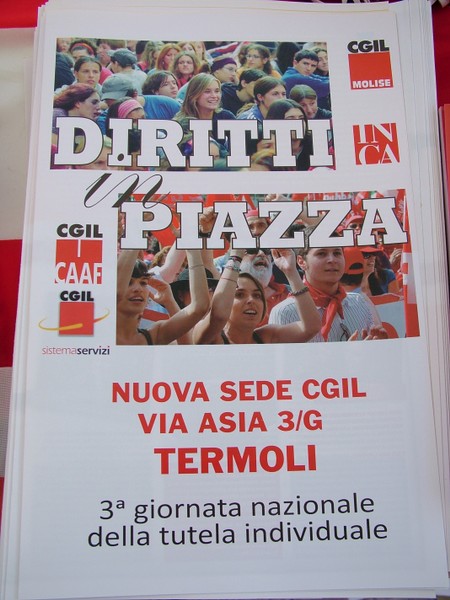 CGIL
MOLISE
DIRITTI
INCA
in
PIAZZA
CGIL
CAAF
CGIL
sistemaservizi
NUOVA SEDE CGIL
VIA ASIA 3/G
TERMOLI
3ª giornata nazionale
della tutela individuale